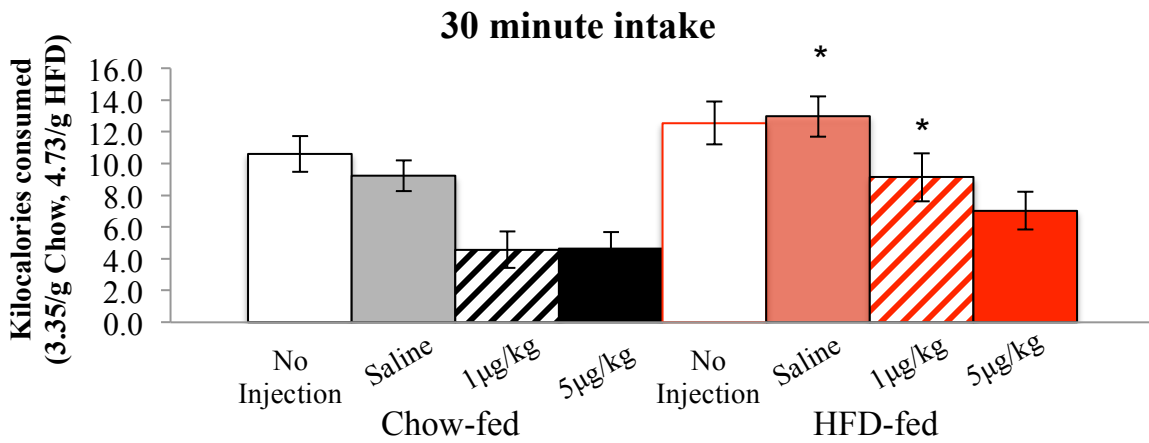 30 minute intake
Kilocalories consumed
(3.35/g Chow, 4.73/g HFD)
*
*
16.0
14.0
12.0
10.0
8.0
6.0
4.0
2.0
0.0
No
Injection
Saline
1µg/kg
5µg/kg
No
Injection
Saline
1µg/kg
5µg/kg
Chow-fed
HFD-fed